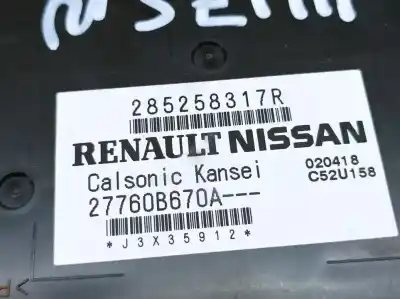 285258317R
RENAULT NISSAN
Calsonic Kansei
020418
27760B670A---
C52U158
*J3X35912*